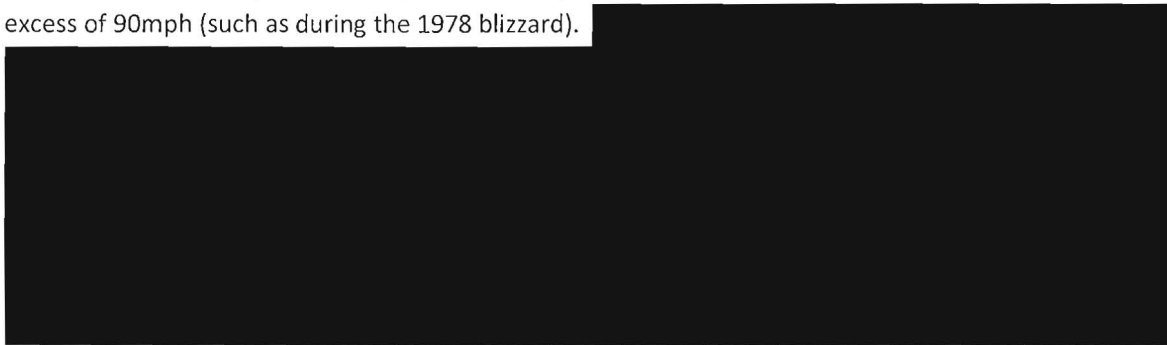 excess of 90mph (such as during the 1978 blizzard).